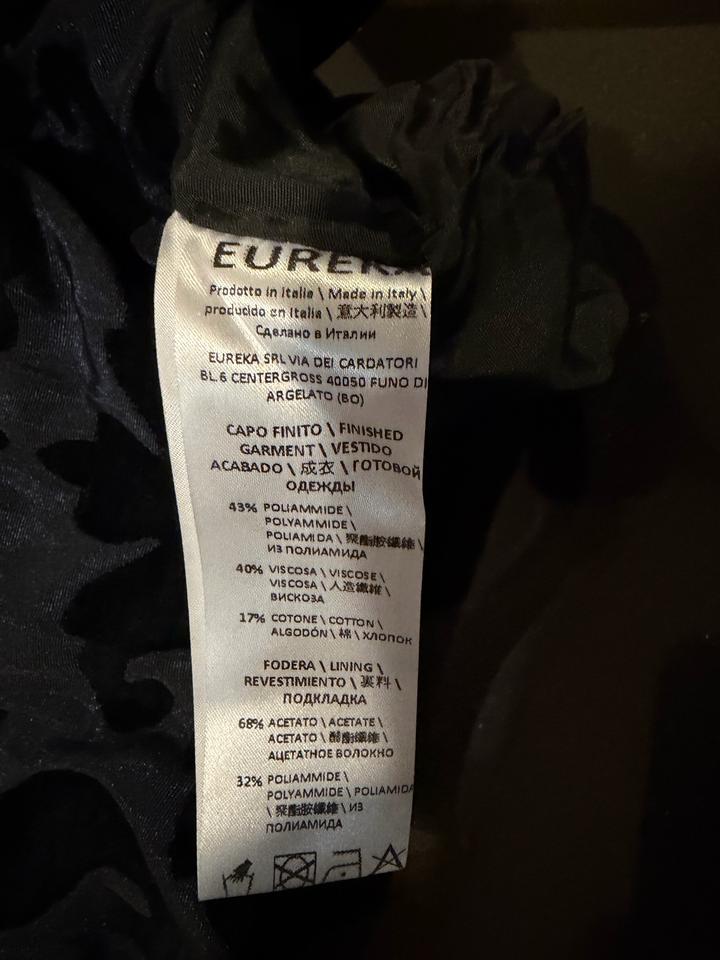 EUREKA
Prodotto in Italia \ Made in Italy \
producido en Italia \ 意大利製造 \
Сделано в Италии
EUREKA SRL VIA DEI CARDATORI
BL.6 CENTERGROSS 40050 FUNO DI
ARGELATO (BO)
CAPO FINITO \ FINISHED
GARMENT \ VESTIDO
ACABADO \ 成衣 \ ГОТОВОЙ
ОДЕЖДЫ
43% POLIAMMIDE \
POLYAMMIDE \
POLIAMIDA \ 聚酯胺纖維 \
ИЗ ПОЛИАМИДА
40% VISCOSA \ VISCOSE \
VISCOSA \ 人造纖維 \
ВИСКОЗА
17% COTONE \ COTTON \
ALGODÓN \ 棉 \ ХЛОПОК
FODERA \ LINING \
REVESTIMIENTO \ 裏料 \
ПОДКЛАДКА
68% ACETATO \ ACETATE \
ACETATO \ 醋酯纖維 \
АЦЕТАТНОЕ ВОЛОКНО
32% POLIAMMIDE \
POLYAMMIDE \ POLIAMIDA
\ 聚酯胺纖維 \ ИЗ
ПОЛИАМИДА